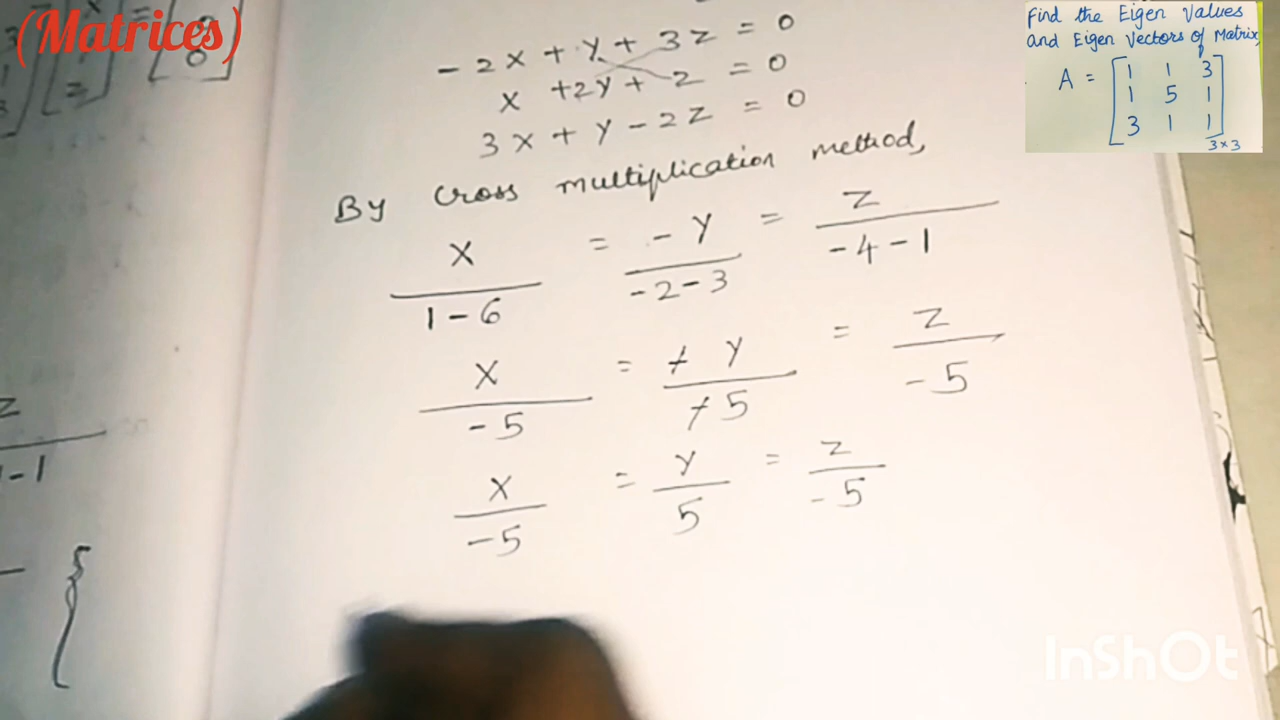 (Matrices)
Find the Eigen Values
and Eigen Vectors of Matrix,
A = [1 1 3
1 5 1
3 1 1] 3×3
- 2x + y + 3z = 0
x + 2y + z = 0
3x + y - 2z = 0
By Cross multiplication method,
x / 1-6 = -y / -2-3 = z / -4-1
x / -5 = + y / + 5 = z / -5
x / -5 = y / 5 = z / -5
InShOt